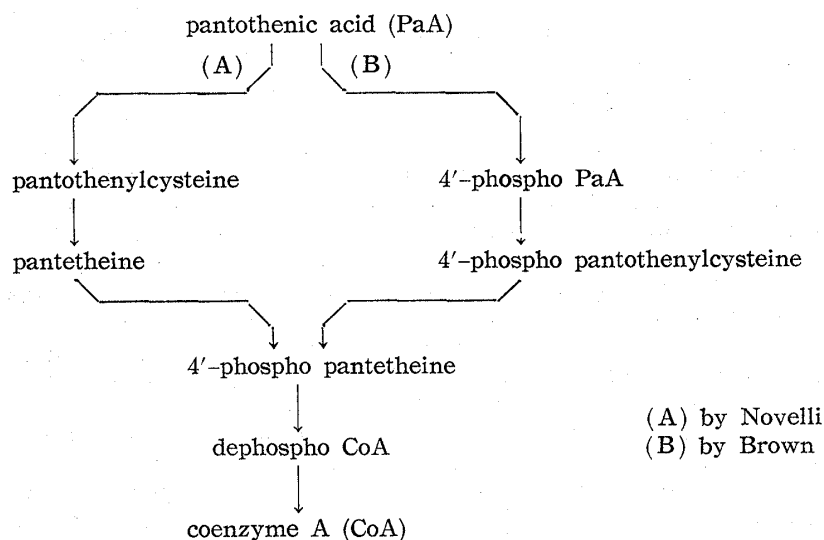 pantothenic acid (PaA)
(A) (B)
pantothenylcysteine 4′–phospho PaA
pantetheine 4′–phospho pantothenylcysteine
4′–phospho pantetheine
(A) by Novelli
dephospho CoA (B) by Brown
coenzyme A (CoA)